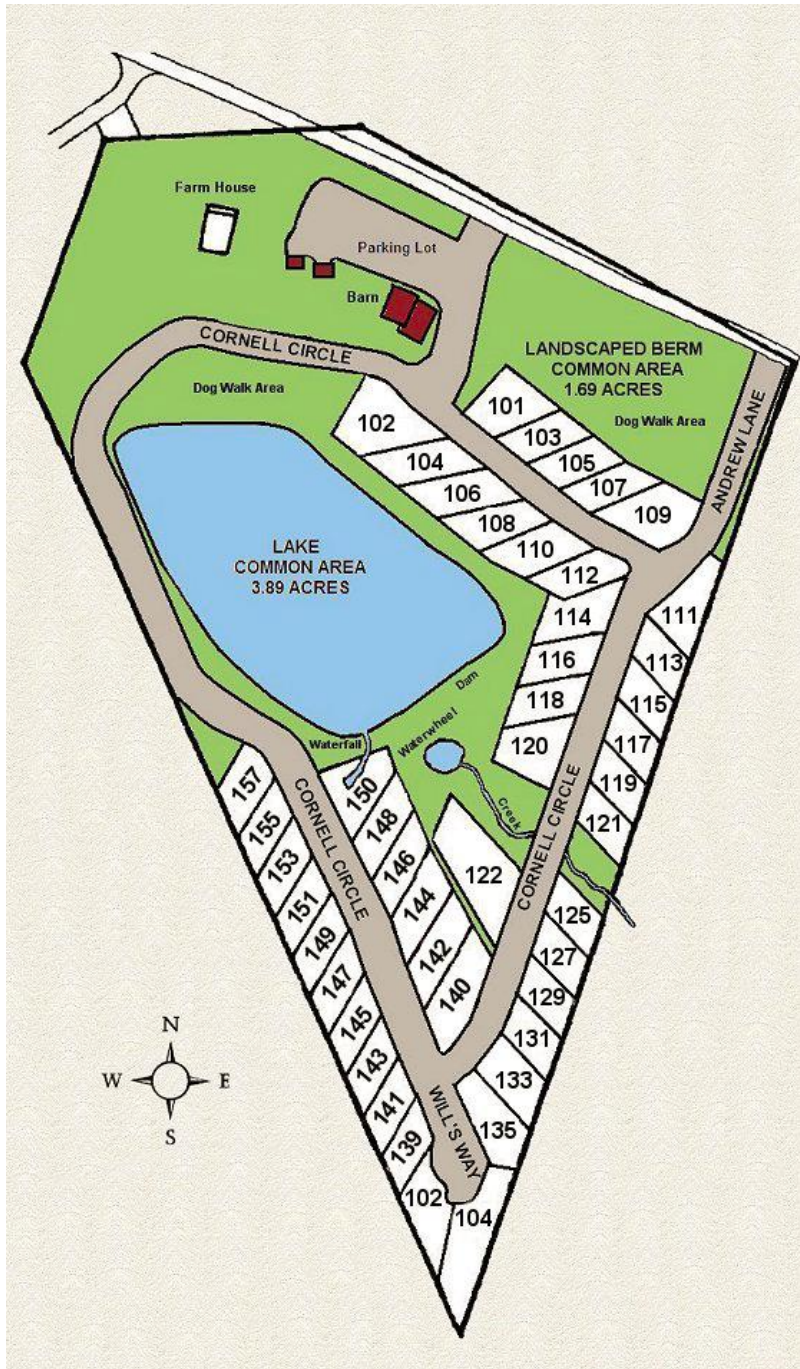 Farm House
Parking Lot
Barn
CORNELL CIRCLE
LANDSCAPED BERM
COMMON AREA
1.69 ACRES
Dog Walk Area
Dog Walk Area
ANDREW LANE
101
103
105
107
109
102
104
106
108
110
112
114
116
118
120
LAKE
COMMON AREA
3.89 ACRES
111
113
115
117
119
121
Dam
Waterwheel
Waterfall
Creek
CORNELL CIRCLE
CORNELL CIRCLE
157
155
153
151
149
147
145
143
141
139
150
148
146
144
142
140
122
125
127
129
131
133
135
WILL'S WAY
102
104
N
W
E
S